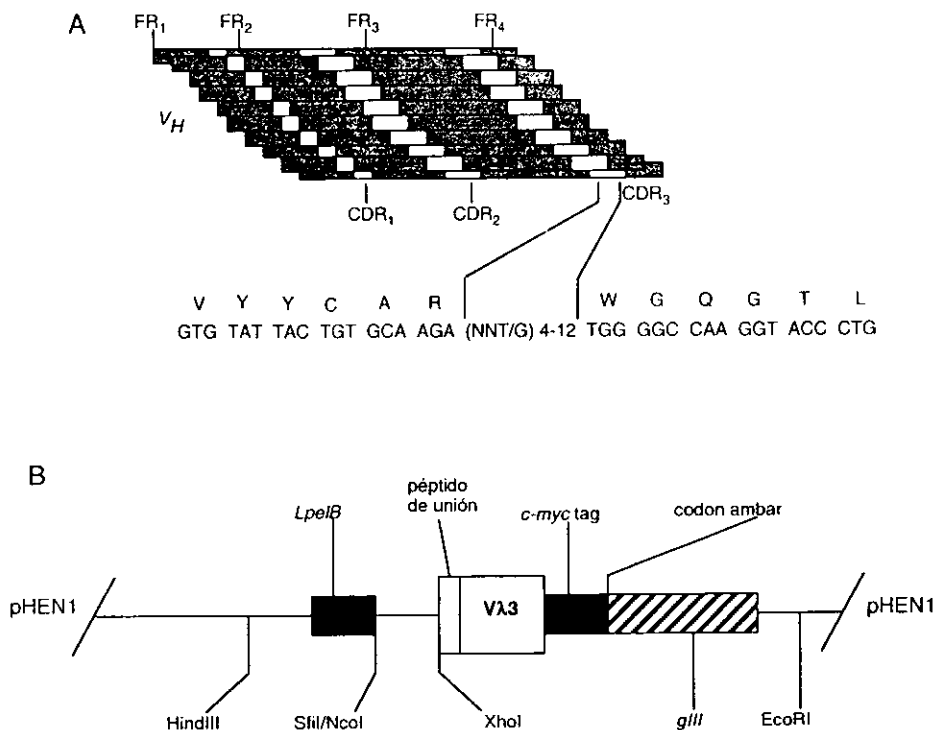 A
FR1 FR2 FR3 FR4
VH
CDR1 CDR2 CDR3
V Y Y C A R W G Q G T L
GTG TAT TAC TGT GCA AGA (NNT/G) 4-12 TGG GGC CAA GGT ACC CTG
B
péptido
de unión
LpelB c-myc tag codon ambar
pHEN1 Vλ3 pHEN1
HindIII SfiI/NcoI XhoI gIII EcoRI